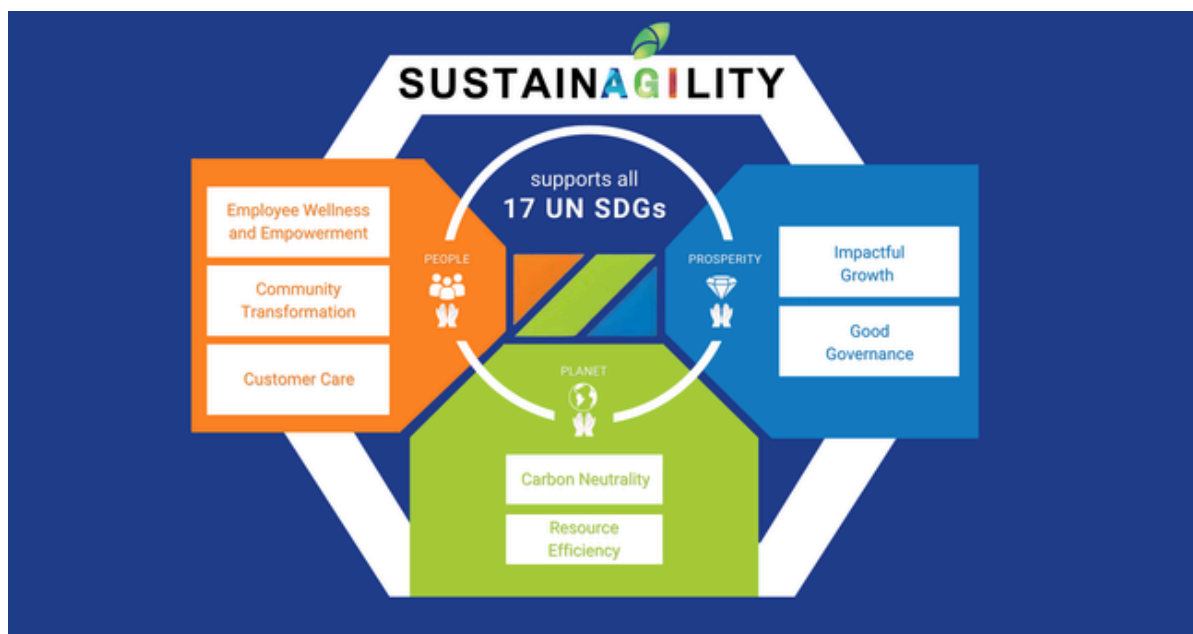 SUSTAINAGILITY
supports all
17 UN SDGs
PEOPLE
Employee Wellness
and Empowerment
Community
Transformation
Customer Care
PROSPERITY
Impactful
Growth
Good
Governance
PLANET
Carbon Neutrality
Resource
Efficiency